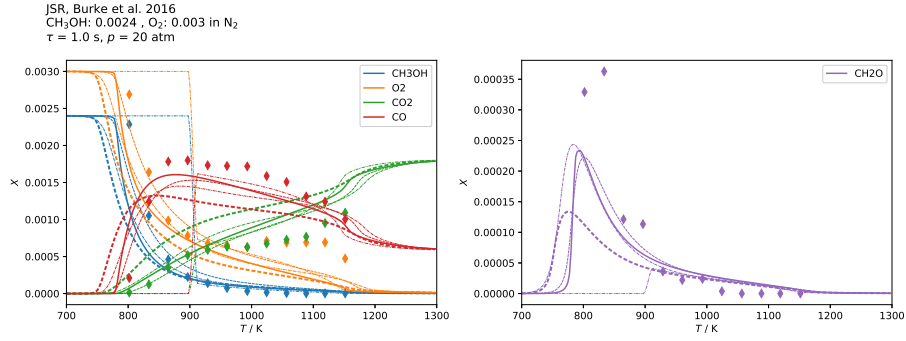 JSR, Burke et al. 2016
CH₃OH: 0.0024 , O₂: 0.003 in N₂
τ = 1.0 s, p = 20 atm
0.0030
0.0025
0.0020
0.0015
0.0010
0.0005
0.0000
X
700 800 900 1000 1100 1200 1300
T / K
CH3OH
O2
CO2
CO
0.00035
0.00030
0.00025
0.00020
0.00015
0.00010
0.00005
0.00000
X
700 800 900 1000 1100 1200 1300
T / K
CH2O